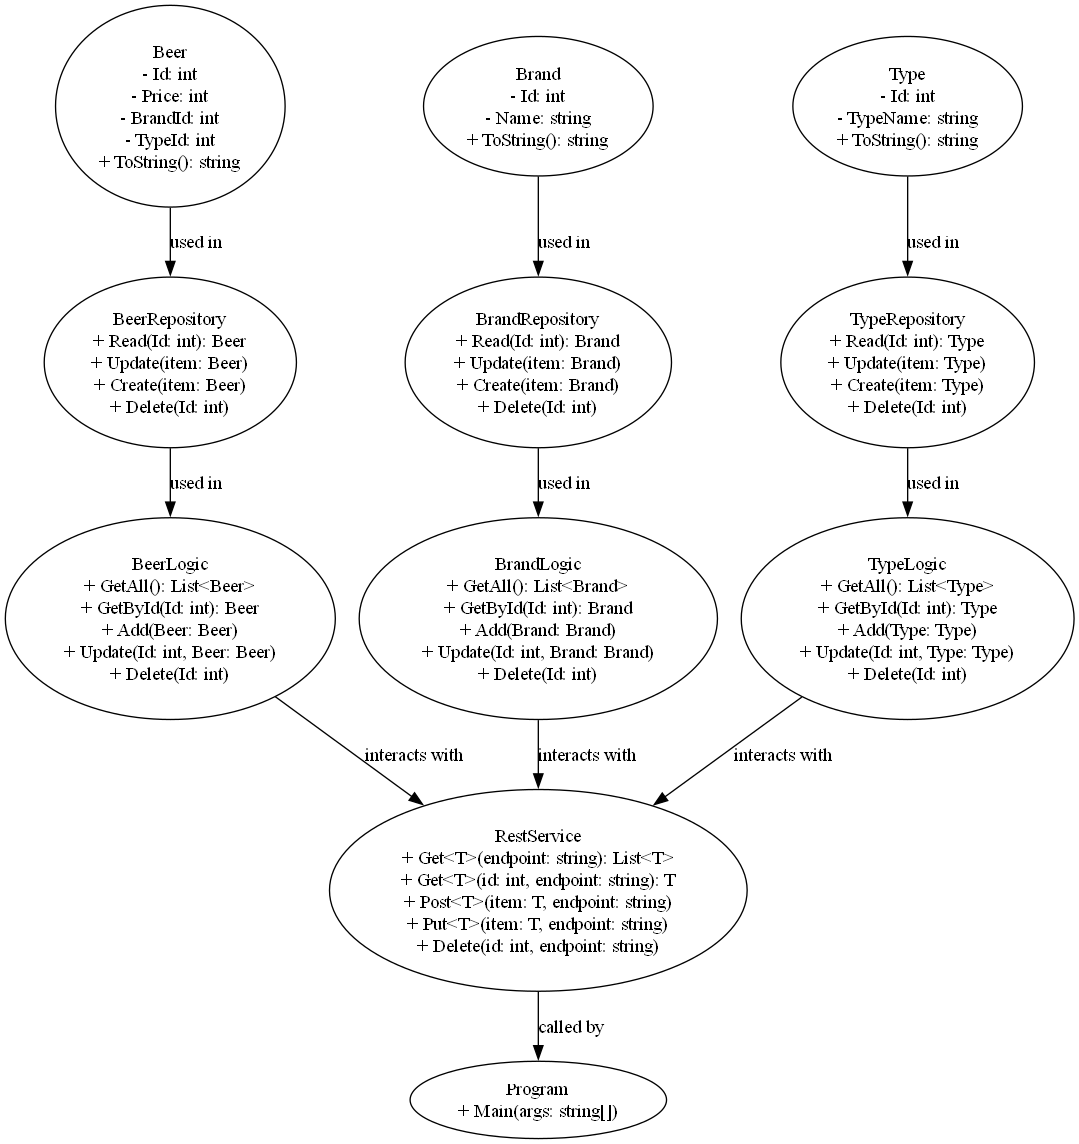 Beer
- Id: int
- Price: int
- BrandId: int
- TypeId: int
+ ToString(): string
Brand
- Id: int
- Name: string
+ ToString(): string
Type
- Id: int
- TypeName: string
+ ToString(): string
used in
used in
used in
BeerRepository
+ Read(Id: int): Beer
+ Update(item: Beer)
+ Create(item: Beer)
+ Delete(Id: int)
BrandRepository
+ Read(Id: int): Brand
+ Update(item: Brand)
+ Create(item: Brand)
+ Delete(Id: int)
TypeRepository
+ Read(Id: int): Type
+ Update(item: Type)
+ Create(item: Type)
+ Delete(Id: int)
used in
used in
used in
BeerLogic
+ GetAll(): List<Beer>
+ GetById(Id: int): Beer
+ Add(Beer: Beer)
+ Update(Id: int, Beer: Beer)
+ Delete(Id: int)
BrandLogic
+ GetAll(): List<Brand>
+ GetById(Id: int): Brand
+ Add(Brand: Brand)
+ Update(Id: int, Brand: Brand)
+ Delete(Id: int)
TypeLogic
+ GetAll(): List<Type>
+ GetById(Id: int): Type
+ Add(Type: Type)
+ Update(Id: int, Type: Type)
+ Delete(Id: int)
interacts with
interacts with
interacts with
RestService
+ Get<T>(endpoint: string): List<T>
+ Get<T>(id: int, endpoint: string): T
+ Post<T>(item: T, endpoint: string)
+ Put<T>(item: T, endpoint: string)
+ Delete(id: int, endpoint: string)
called by
Program
+ Main(args: string[])